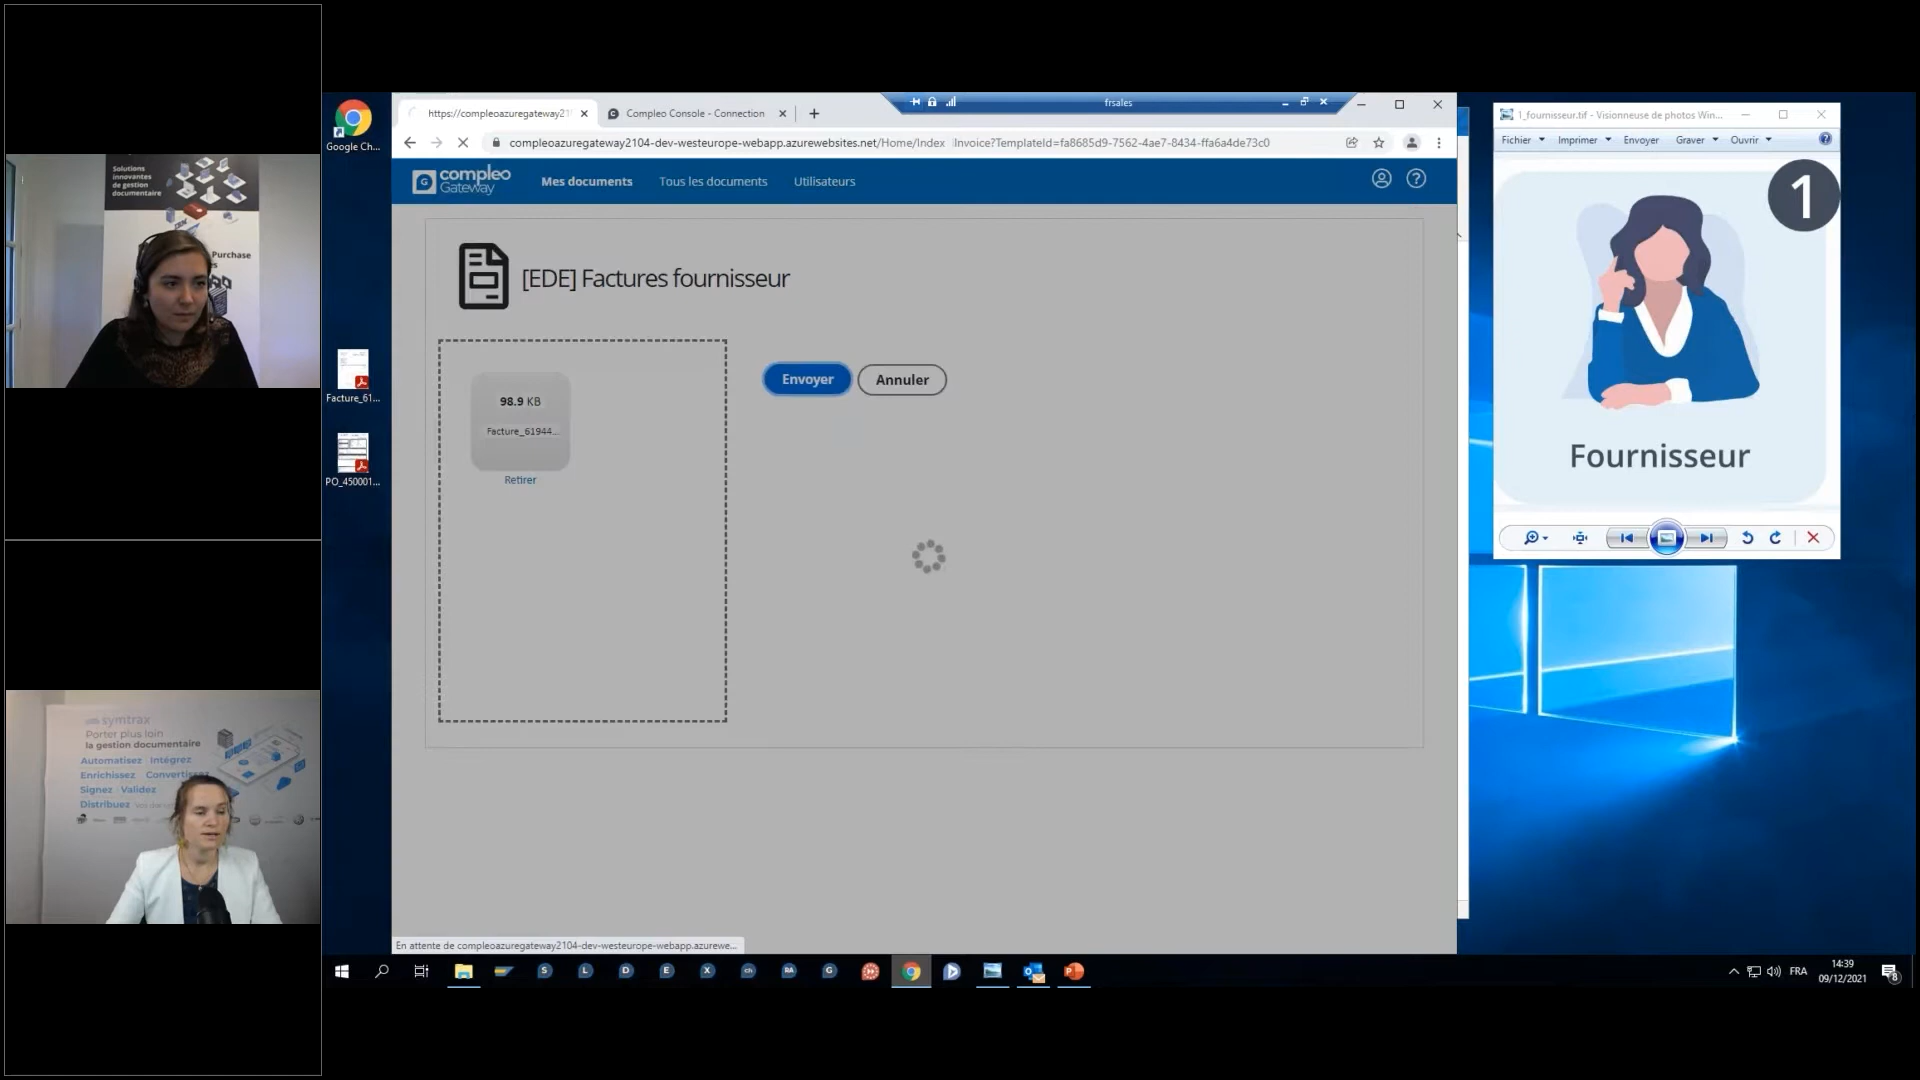 Solutions
innovantes
de gestion
documentaire
Purchase
symtrax
Porter plus loin
la gestion documentaire
Automatisez Intégrez
Enrichissez Convertissez
Signez Validez
Distribuez
Google Ch...
Facture_61...
PO_450001...
https://compleoazuregateway21
Compleo Console - Connection
frsales
compleoazuregateway2104-dev-westeurope-webapp.azurewebsites.net/Home/Index Invoice?TemplateId=fa8685d9-7562-4ae7-8434-ffa6a4de73c0
compleo
Gateway
Mes documents
Tous les documents
Utilisateurs
[EDE] Factures fournisseur
98.9 KB
Facture_61944...
Retirer
Envoyer
Annuler
En attente de compleoazuregateway2104-dev-westeurope-webapp.azurewe...
1_fournisseur.tif - Visionneuse de photos Win...
Fichier Imprimer Envoyer Graver Ouvrir
1
Fournisseur
S L D E X ch RA G
FRA
14:39
09/12/2021
8